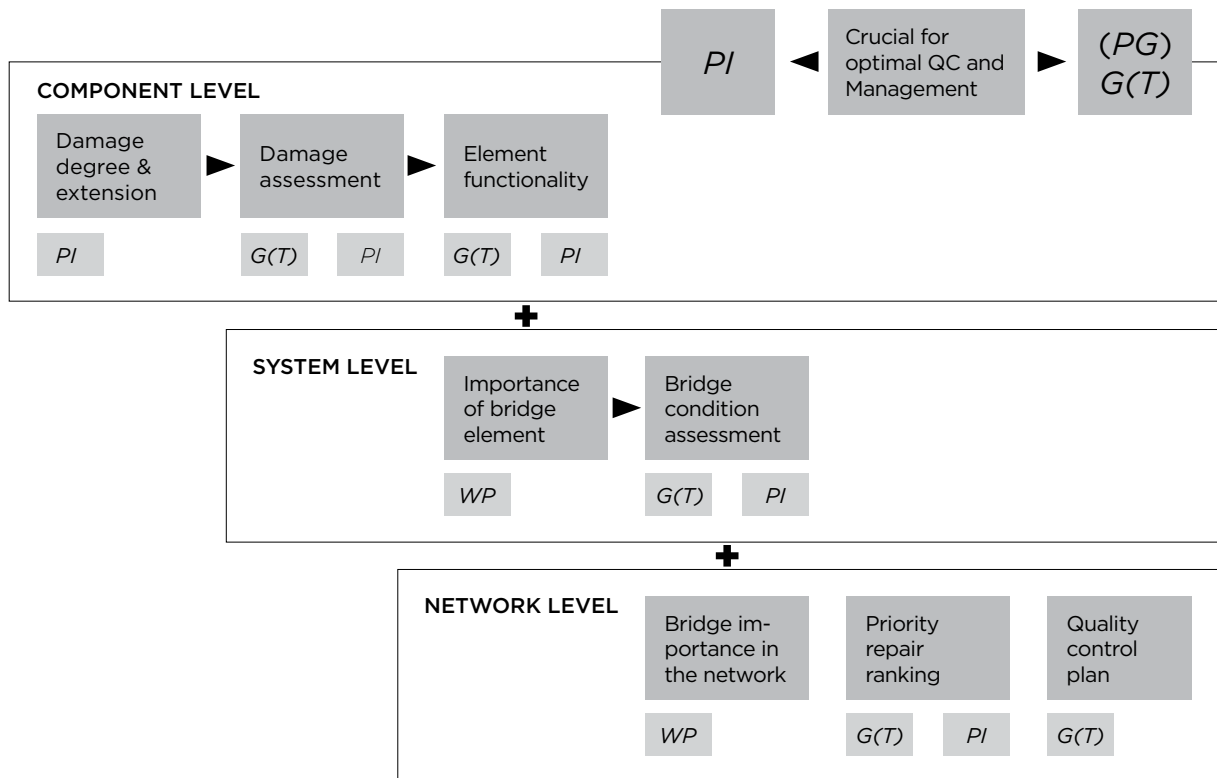 PI
Crucial for
optimal QC and
Management
(PG)
G(T)
COMPONENT LEVEL
Damage
degree &
extension
Damage
assessment
Element
functionality
PI
G(T)
PI
G(T)
PI
SYSTEM LEVEL
Importance
of bridge
element
Bridge
condition
assessment
WP
G(T)
PI
NETWORK LEVEL
Bridge im-
portance in
the network
Priority
repair
ranking
Quality
control
plan
WP
G(T)
PI
G(T)